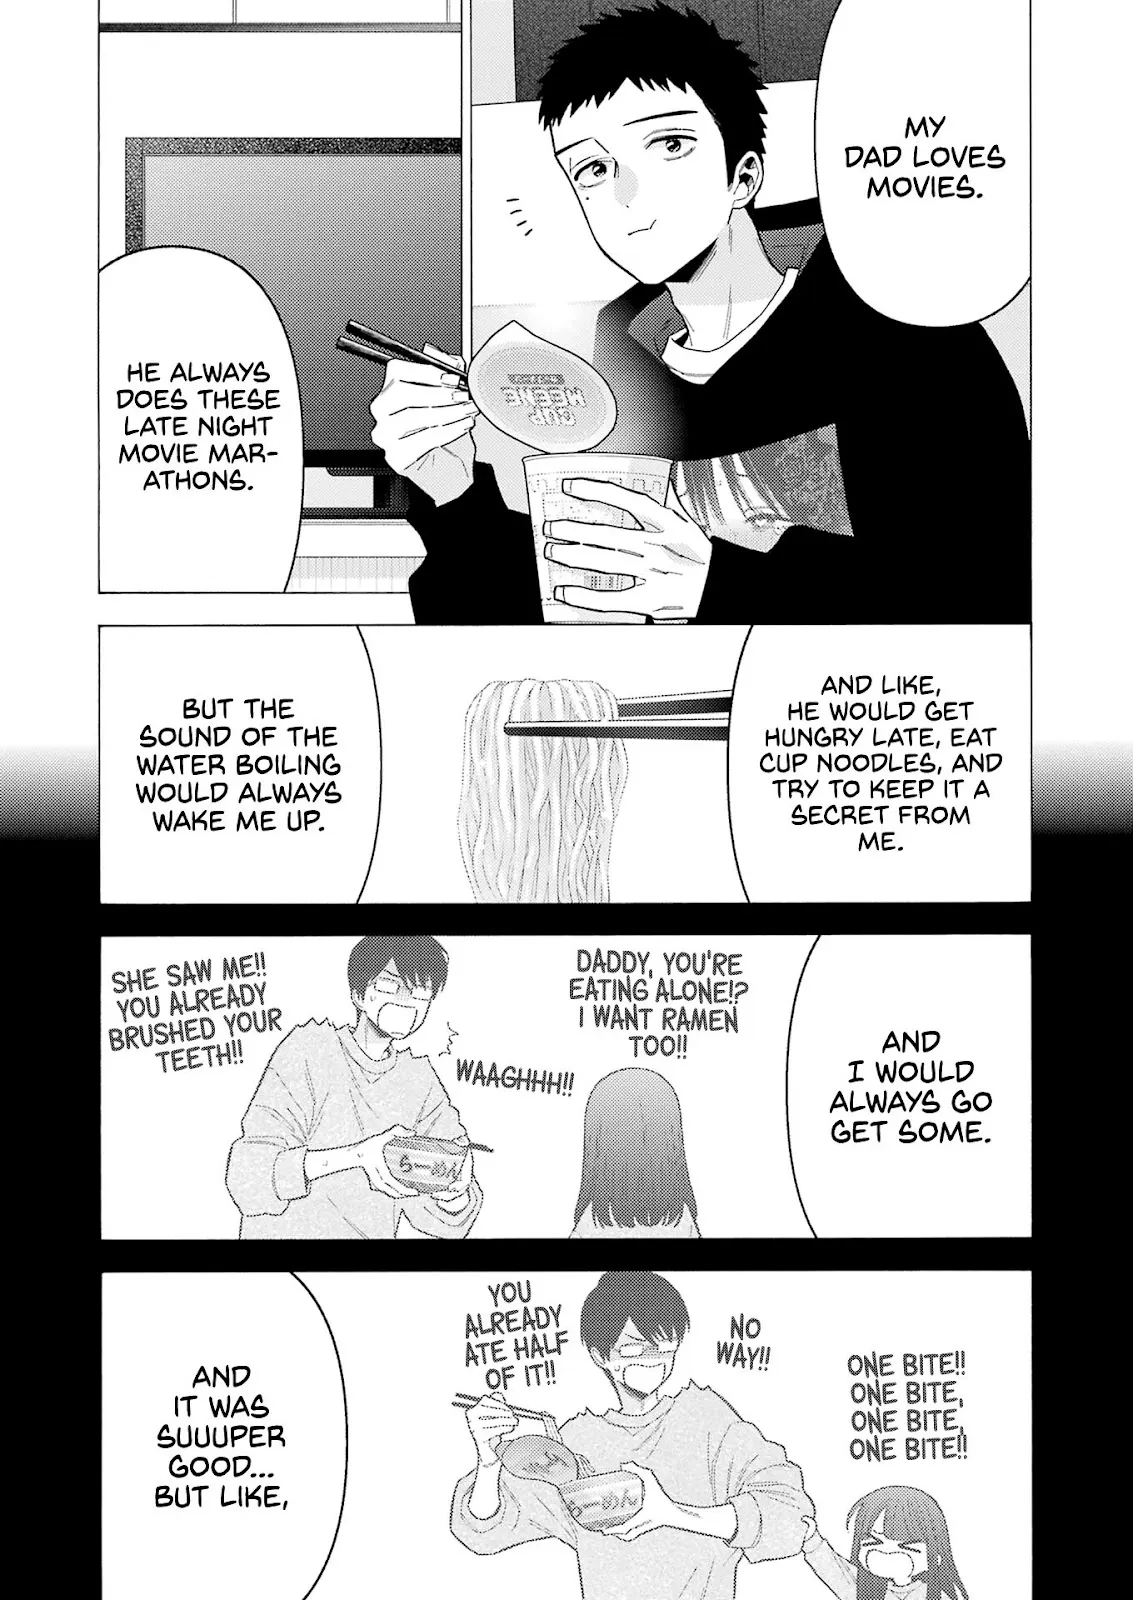 MY
DAD LOVES
MOVIES.
HE ALWAYS
DOES THESE
LATE NIGHT
MOVIE MAR-
ATHONS.
CUP
WEENE
AND LIKE,
HE WOULD GET
HUNGRY LATE, EAT
CUP NOODLES, AND
TRY TO KEEP IT A
SECRET FROM
ME.
BUT THE
SOUND OF THE
WATER BOILING
WOULD ALWAYS
WAKE ME UP.
AND
I WOULD
ALWAYS GO
GET SOME.
DADDY, YOU'RE
EATING ALONE!?
I WANT RAMEN
TOO!!
WAAGHHH!!
SHE SAW ME!!
YOU ALREADY
BRUSHED YOUR
TEETH!!
らーめん
ONE BITE!!
ONE BITE,
ONE BITE,
ONE BITE!!
NO
WAY!!
YOU
ALREADY
ATE HALF
OF IT!!
らーめん
AND
IT WAS
SUUUPER
GOOD...
BUT LIKE,